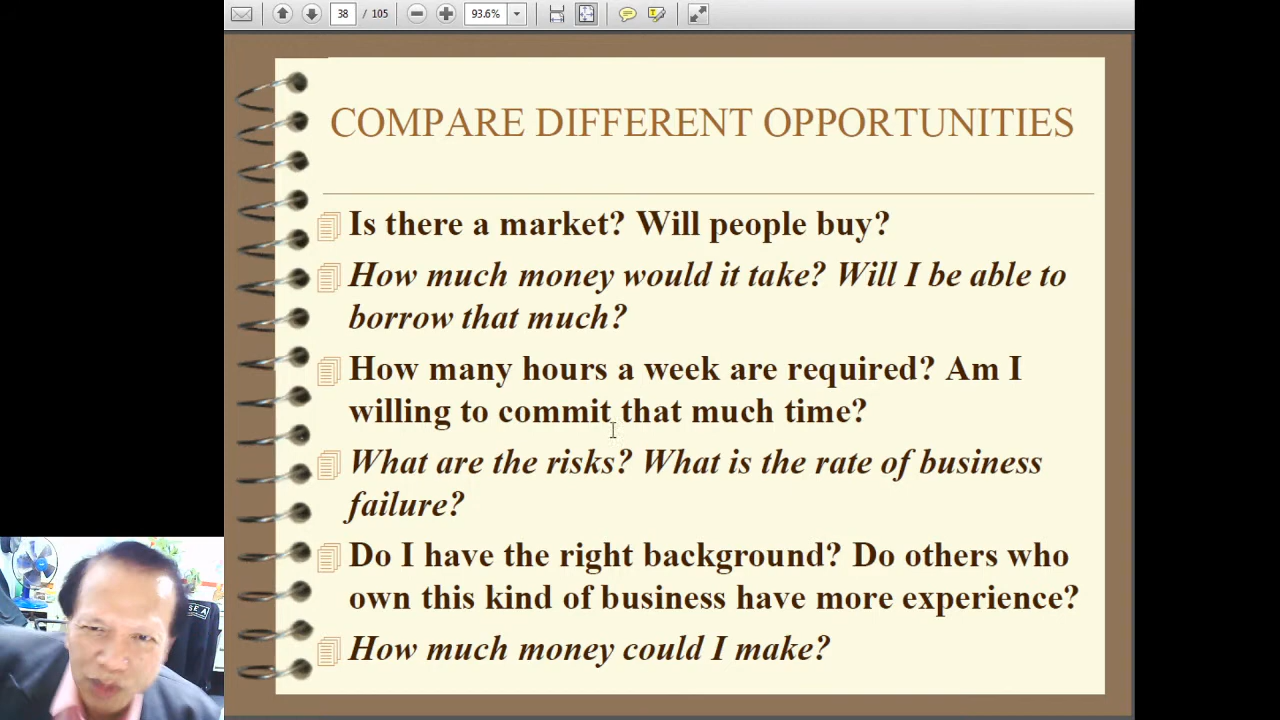 38 / 105 93.6%
COMPARE DIFFERENT OPPORTUNITIES
Is there a market? Will people buy?
How much money would it take? Will I be able to
borrow that much?
How many hours a week are required? Am I
willing to commit that much time?
What are the risks? What is the rate of business
failure?
Do I have the right background? Do others who
own this kind of business have more experience?
How much money could I make?